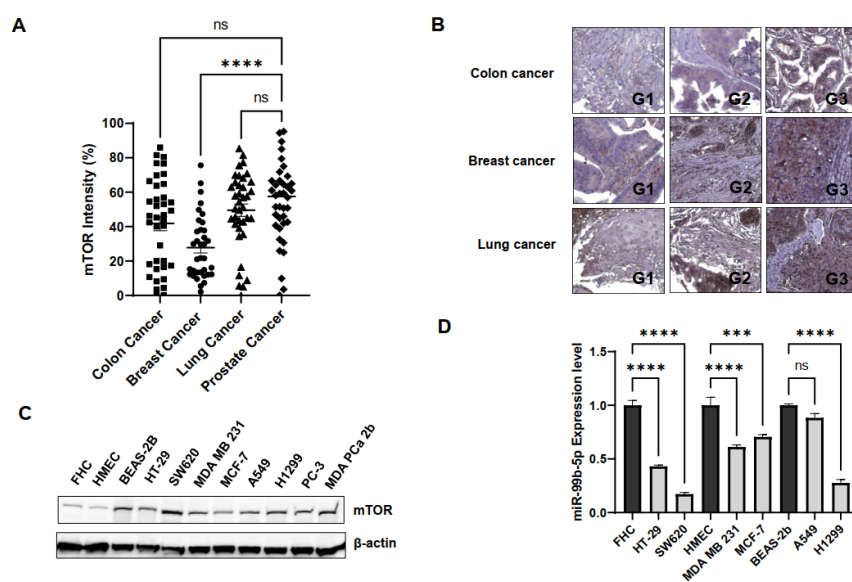 A
ns
****
ns
mTOR Intensity (%)
100
80
60
40
20
0
Colon Cancer
Breast Cancer
Lung Cancer
Prostate Cancer
B
Colon cancer
G1
G2
G3
Breast cancer
G1
G2
G3
Lung cancer
G1
G2
G3
C
FHC
HMEC
BEAS-2B
HT-29
SW620
MDA MB 231
MCF-7
A549
H1299
PC-3
MDA PCa 2b
mTOR
β-actin
D
miR-99b-5p Expression level
1.5
1.0
0.5
0.0
****
****
***
****
****
ns
FHC
HT-29
SW620
HMEC
MDA MB 231
MCF-7
BEAS-2b
A549
H1299